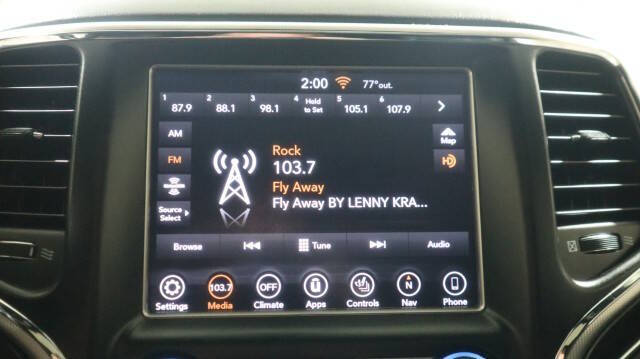 2:00 77°out.
1 2 3 4 5 6
87.9 88.1 98.1 Hold to Set 105.1 107.9
AM
FM
Source Select
Map
Rock
103.7
Fly Away
Fly Away BY LENNY KRA...
Browse Tune Audio
103.7 OFF N
Settings Media Climate Apps Controls Nav Phone